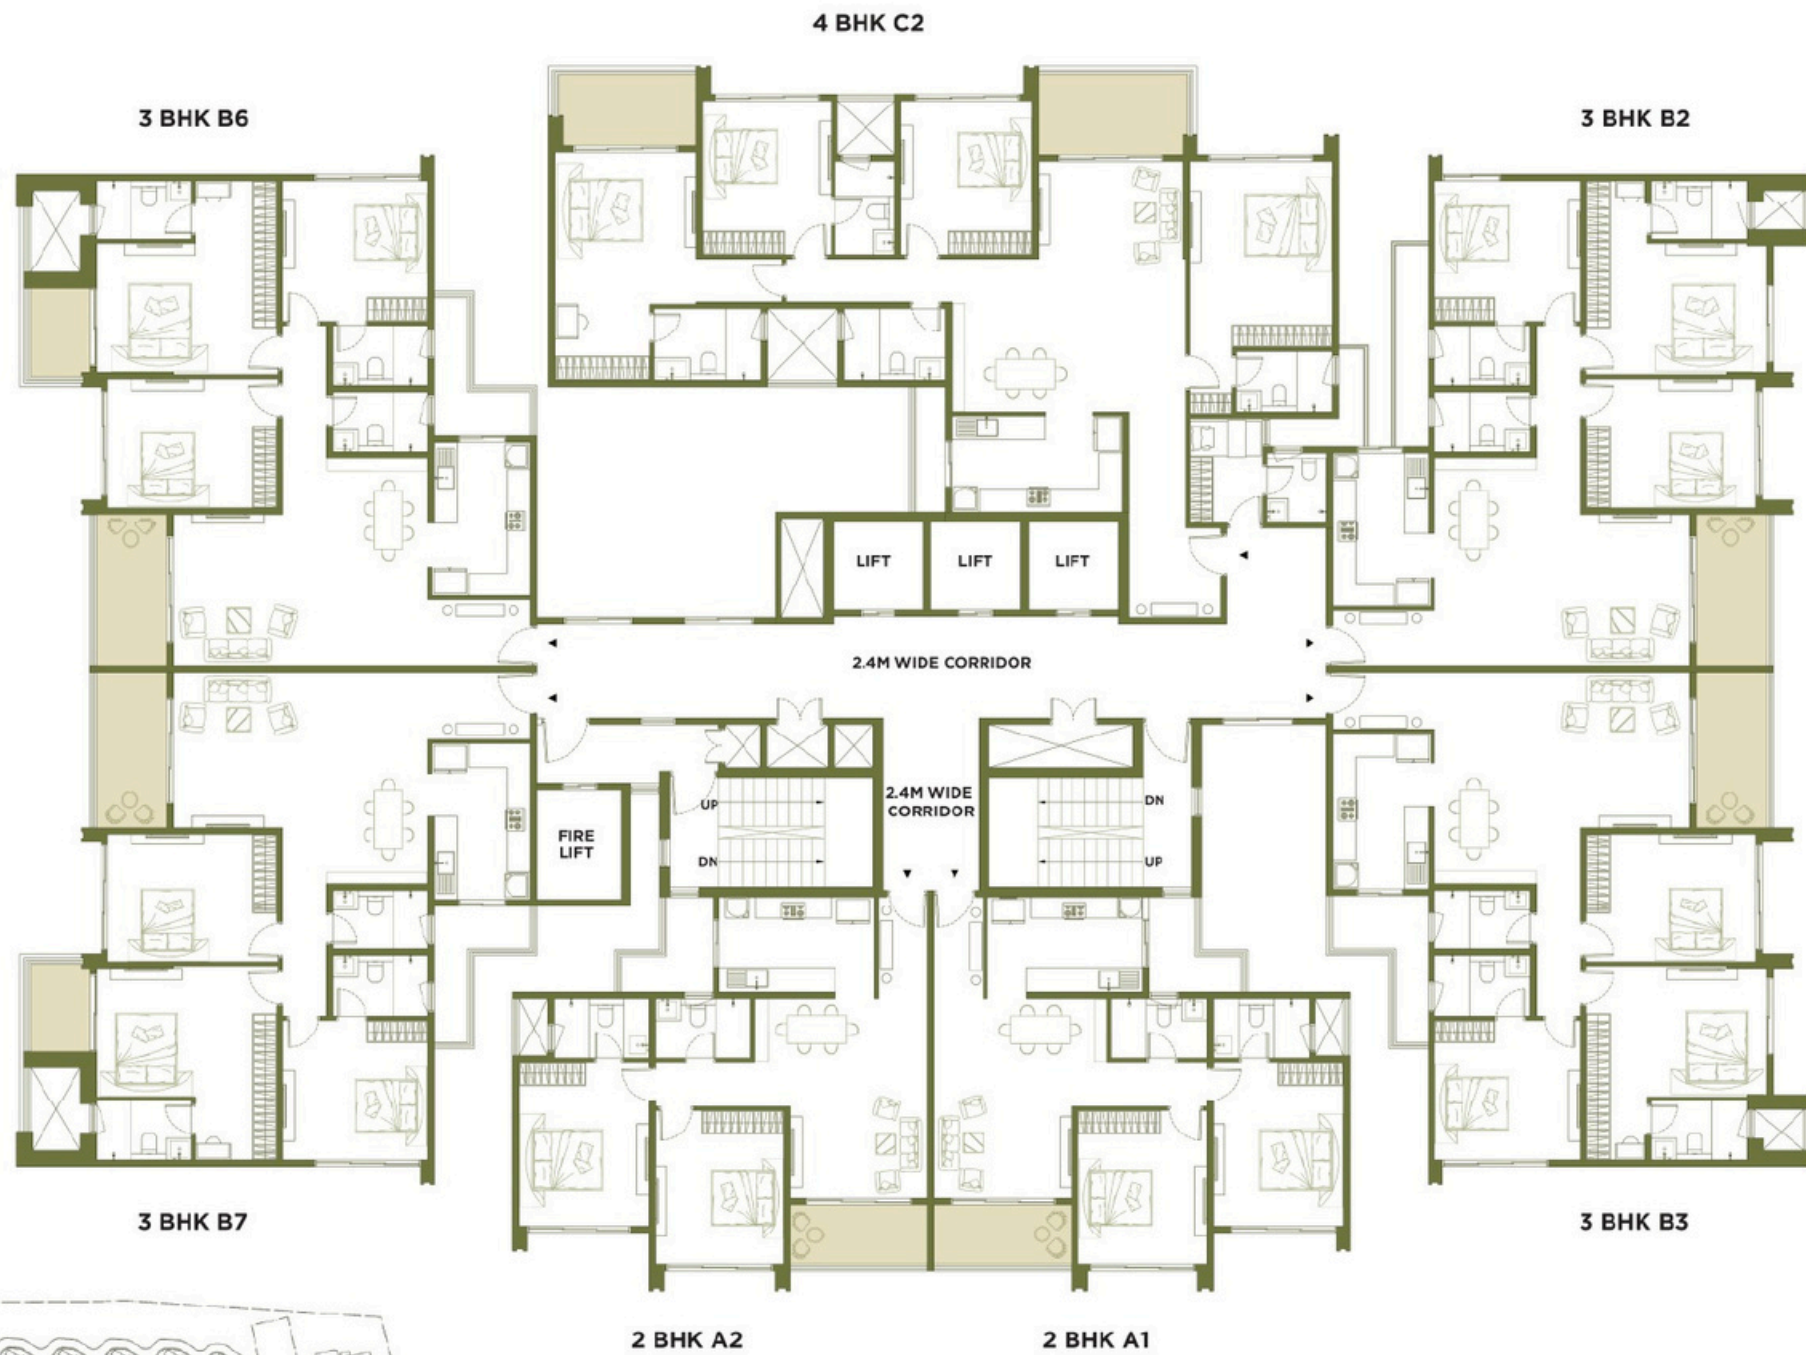 4 BHK C2
3 BHK B6
3 BHK B2
LIFT
LIFT
LIFT
2.4M WIDE CORRIDOR
UP
DN
FIRE
LIFT
2.4M WIDE
CORRIDOR
DN
UP
3 BHK B7
3 BHK B3
2 BHK A2
2 BHK A1